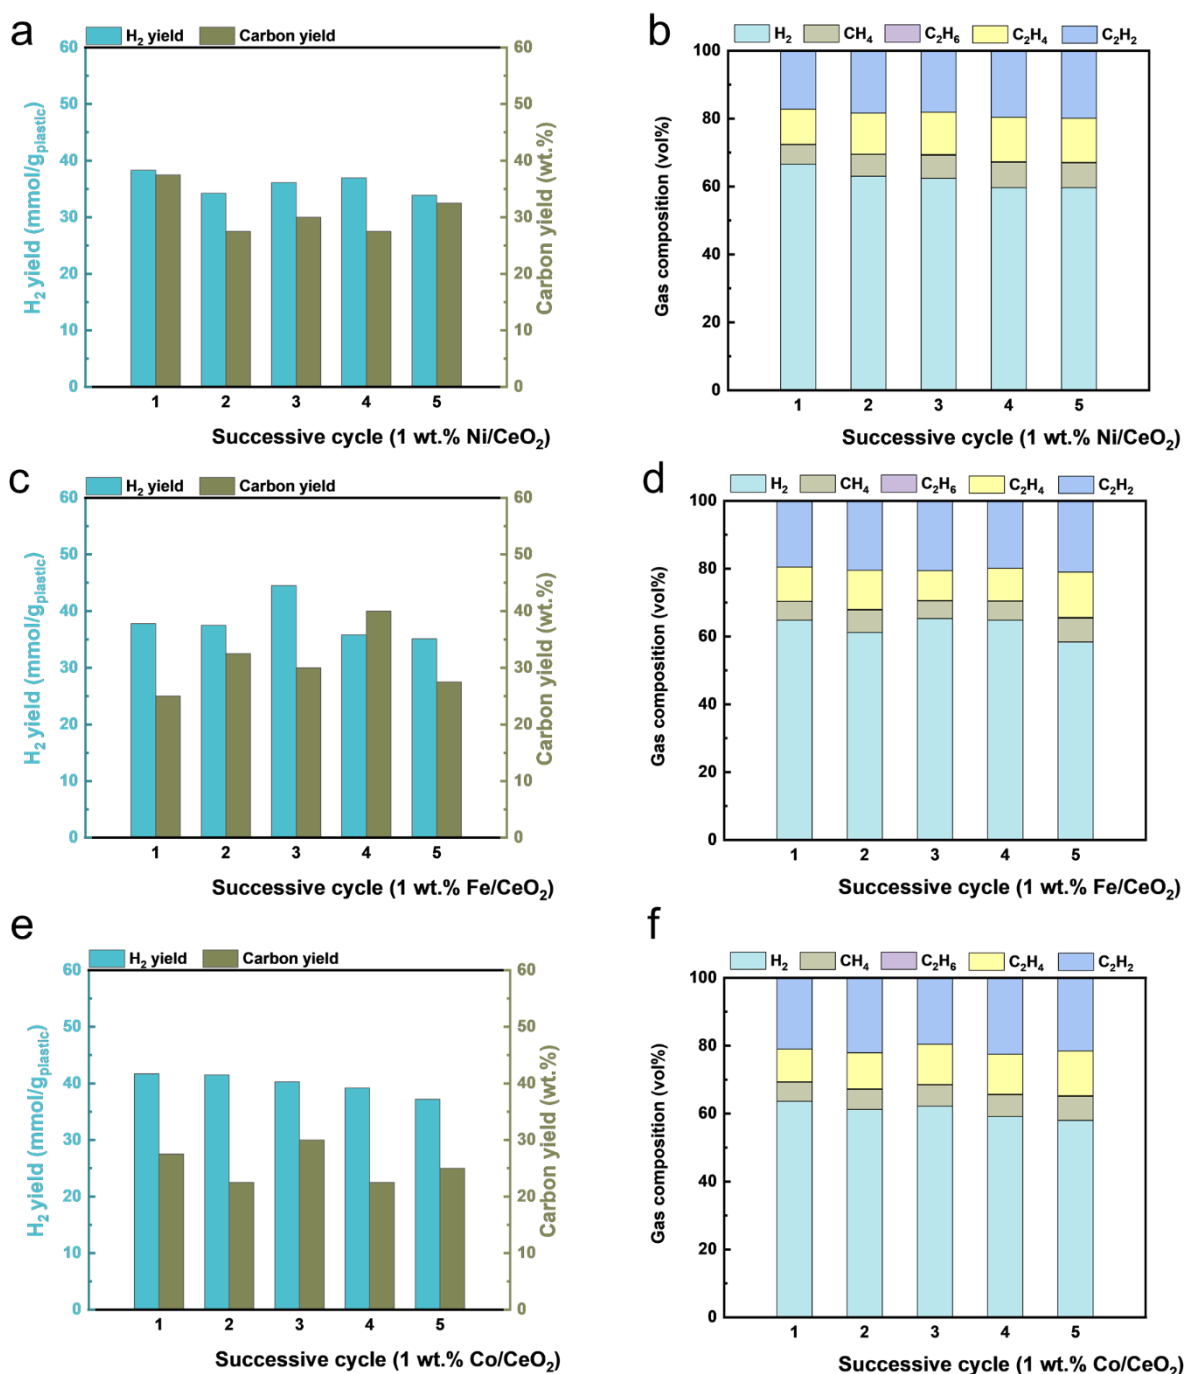 a
H₂ yield Carbon yield
60
50
40
30
20
10
0
H₂ yield (mmol/gplastic)
60
50
40
30
20
10
0
Carbon yield (wt.%)
1 2 3 4 5
Successive cycle (1 wt.% Ni/CeO₂)
b
H₂ CH₄ C₂H₆ C₂H₄ C₂H₂
100
80
60
40
20
0
Gas composition (vol%)
1 2 3 4 5
Successive cycle (1 wt.% Ni/CeO₂)
c
H₂ yield Carbon yield
60
50
40
30
20
10
0
H₂ yield (mmol/gplastic)
60
50
40
30
20
10
0
Carbon yield (wt.%)
1 2 3 4 5
Successive cycle (1 wt.% Fe/CeO₂)
d
H₂ CH₄ C₂H₆ C₂H₄ C₂H₂
100
80
60
40
20
0
Gas composition (vol%)
1 2 3 4 5
Successive cycle (1 wt.% Fe/CeO₂)
e
H₂ yield Carbon yield
60
50
40
30
20
10
0
H₂ yield (mmol/gplastic)
60
50
40
30
20
10
0
Carbon yield (wt.%)
1 2 3 4 5
Successive cycle (1 wt.% Co/CeO₂)
f
H₂ CH₄ C₂H₆ C₂H₄ C₂H₂
100
80
60
40
20
0
Gas composition (vol%)
1 2 3 4 5
Successive cycle (1 wt.% Co/CeO₂)